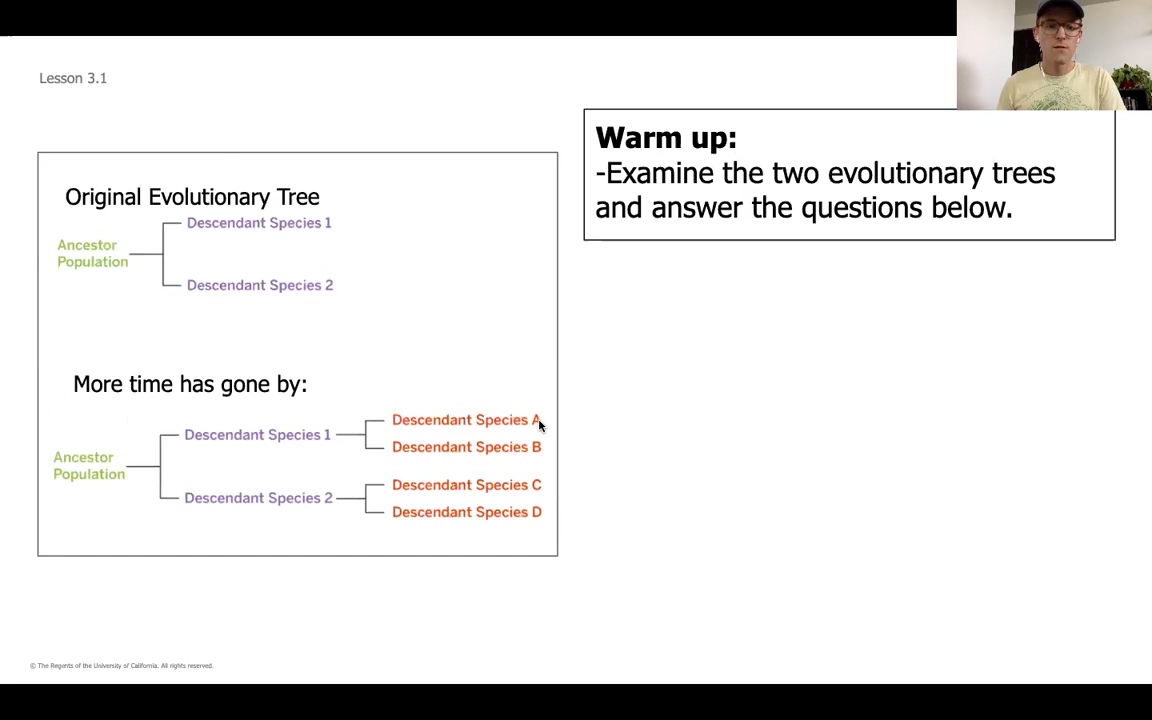 Lesson 3.1
Original Evolutionary Tree
Descendant Species 1
Ancestor
Population
Descendant Species 2
More time has gone by:
Descendant Species A
Descendant Species 1
Descendant Species B
Ancestor
Population
Descendant Species C
Descendant Species 2
Descendant Species D
Warm up:
-Examine the two evolutionary trees
and answer the questions below.
© The Regents of the University of California. All rights reserved.